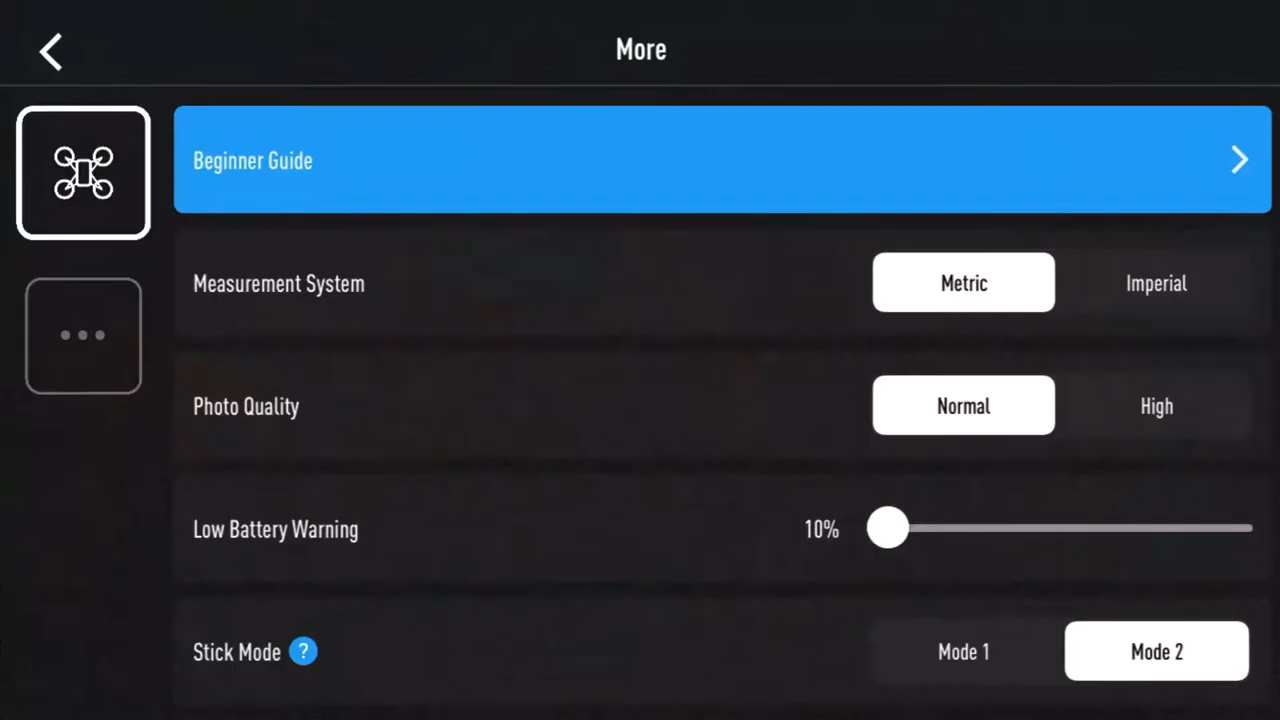 More
Beginner Guide
Measurement System Metric Imperial
Photo Quality Normal High
Low Battery Warning 10%
Stick Mode ? Mode 1 Mode 2